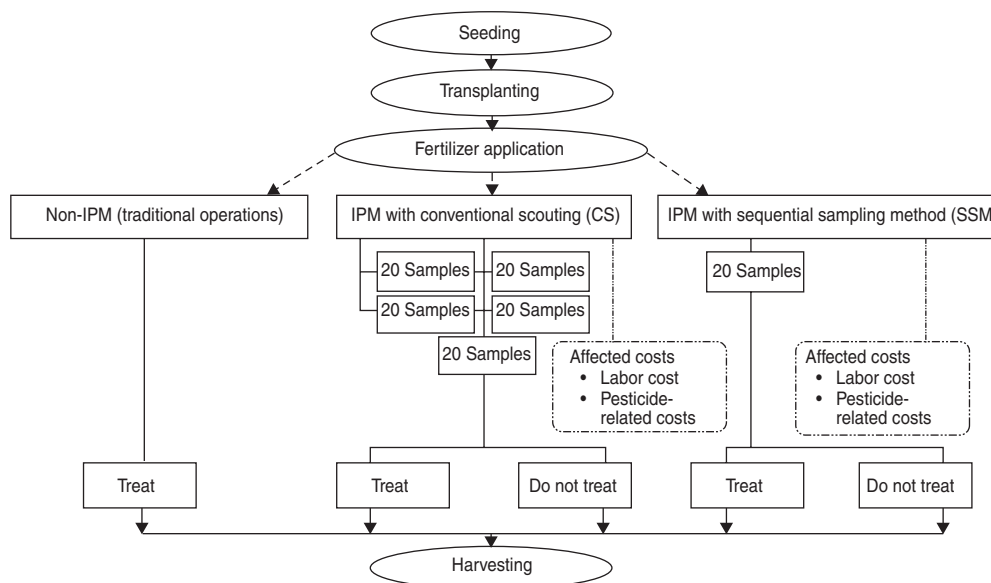 Seeding
Transplanting
Fertilizer application
Non-IPM (traditional operations)
IPM with conventional scouting (CS)
IPM with sequential sampling method (SSM)
20 Samples
20 Samples
20 Samples
20 Samples
20 Samples
20 Samples
Affected costs
• Labor cost
• Pesticide-
related costs
Affected costs
• Labor cost
• Pesticide-
related costs
Treat
Treat
Do not treat
Treat
Do not treat
Harvesting